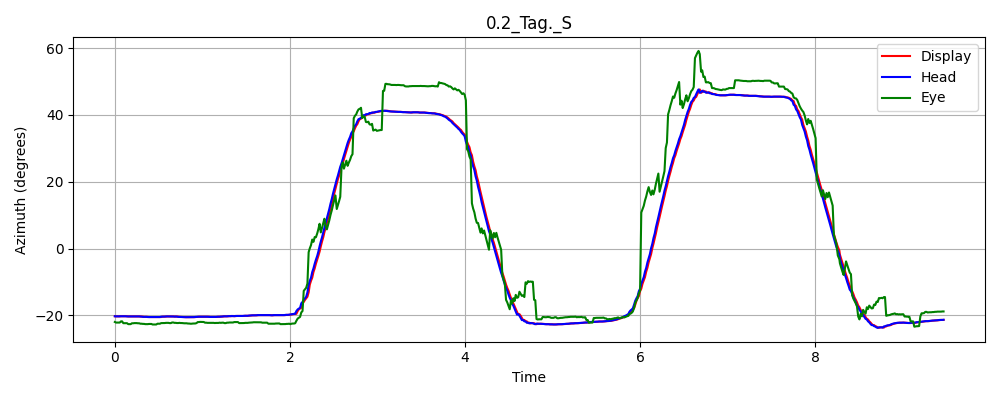 0.2_Tag._S
60
40
20
0
−20
Azimuth (degrees)
Display
Head
Eye
0 2 4 6 8
Time